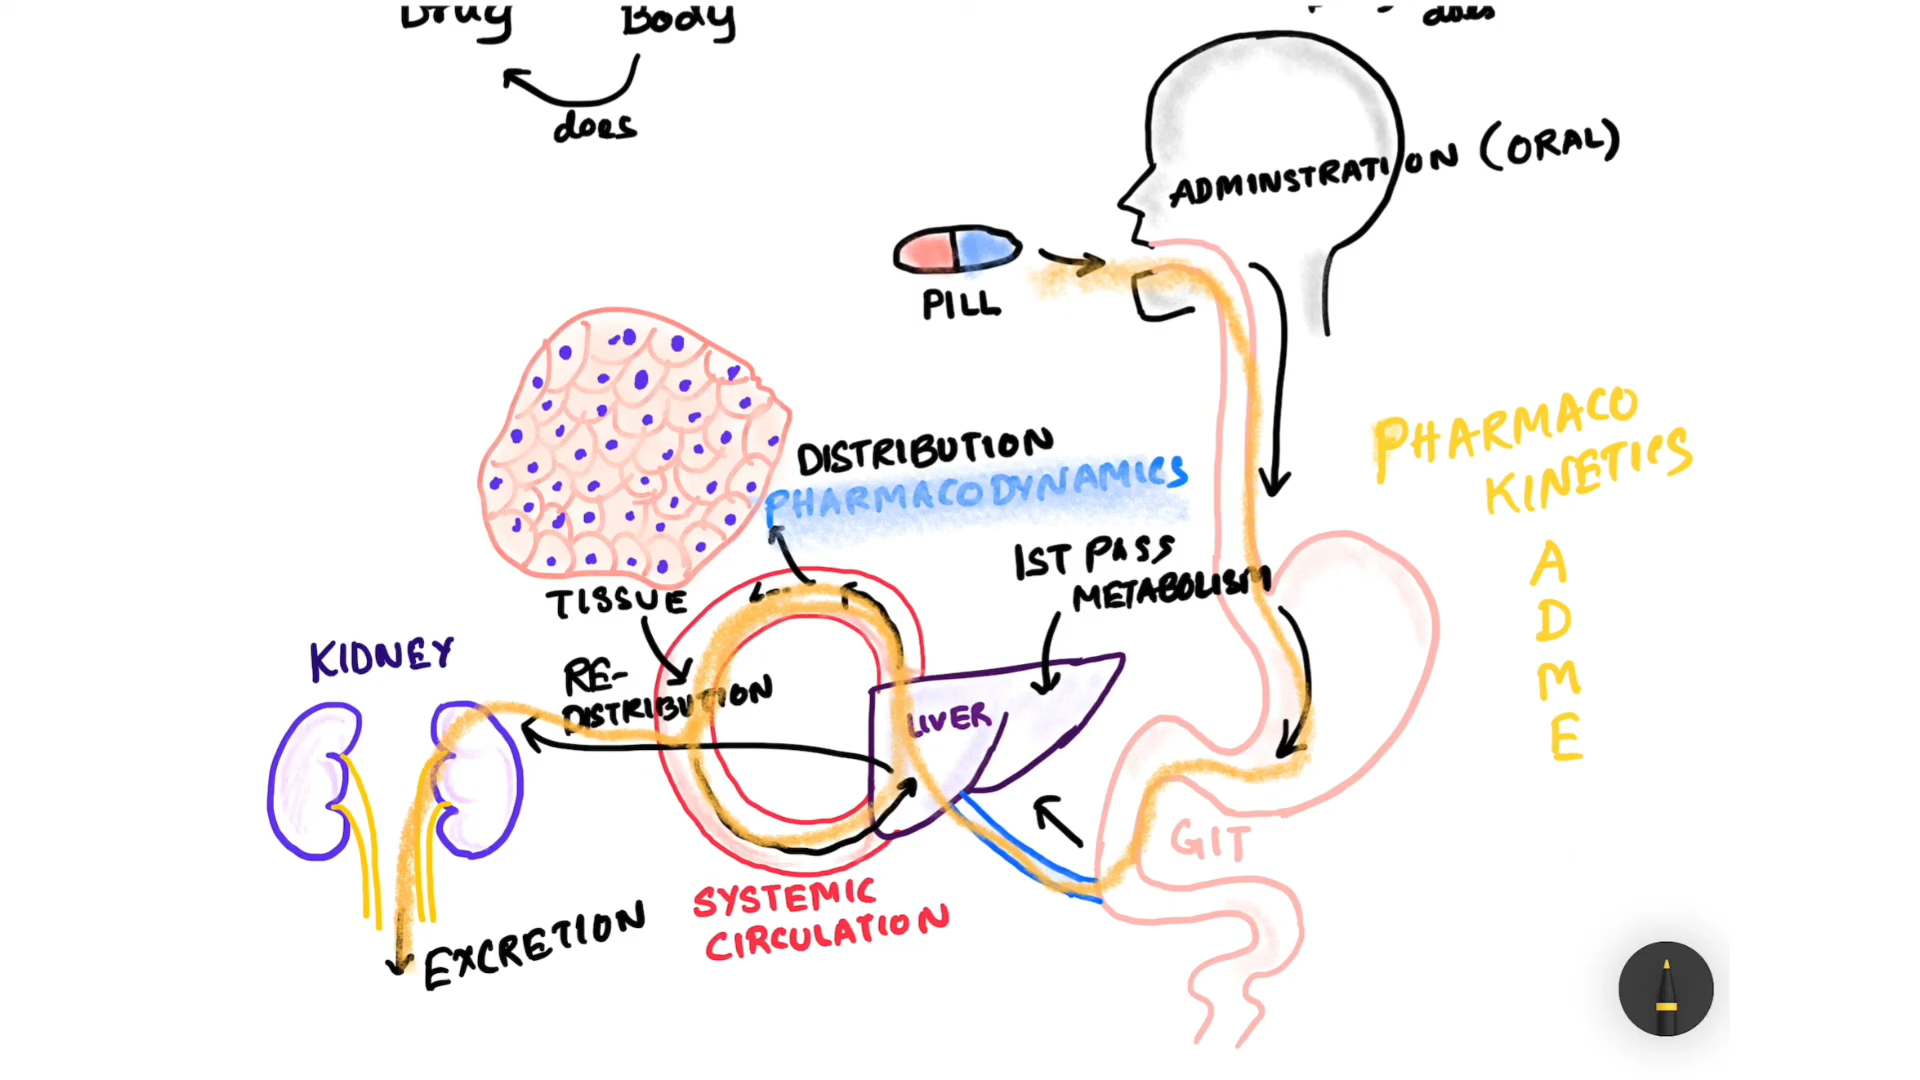 Drug Body
does
does
ADMINSTRATION (ORAL)
PILL
DISTRIBUTION
PHARMACODYNAMICS
PHARMACO
KINETICS
A
D
M
E
1ST PASS
METABOLISM
TISSUE
KIDNEY
RE-
DISTRIBUTION
LIVER
GIT
SYSTEMIC
CIRCULATION
EXCRETION